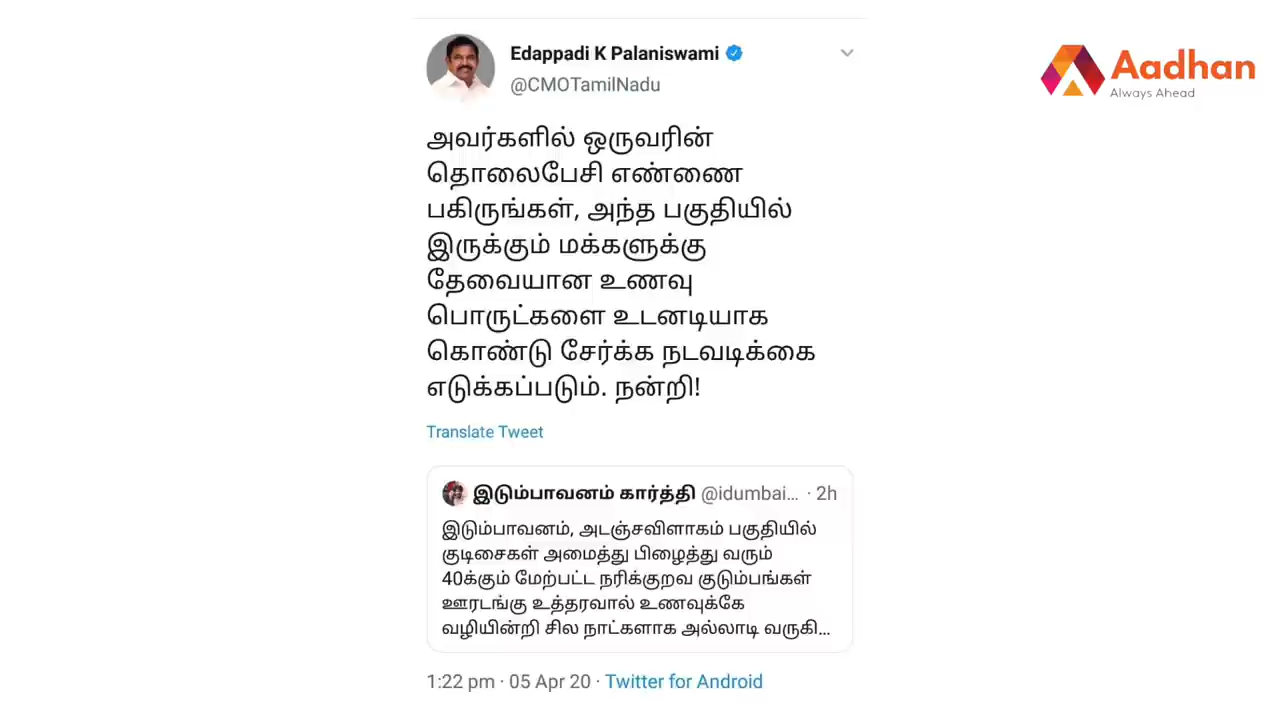 Edappadi K Palaniswami
@CMOTamilNadu
Aadhan
Always Ahead
அவர்களில் ஒருவரின்
தொலைபேசி எண்ணை
பகிருங்கள், அந்த பகுதியில்
இருக்கும் மக்களுக்கு
தேவையான உணவு
பொருட்களை உடனடியாக
கொண்டு சேர்க்க நடவடிக்கை
எடுக்கப்படும். நன்றி!
Translate Tweet
இடும்பாவனம் கார்த்தி @idumbai... · 2h
இடும்பாவனம், அடஞ்சவிளாகம் பகுதியில்
குடிசைகள் அமைத்து பிழைத்து வரும்
40க்கும் மேற்பட்ட நரிக்குறவ குடும்பங்கள்
ஊரடங்கு உத்தரவால் உணவுக்கே
வழியின்றி சில நாட்களாக அல்லாடி வருகி...
1:22 pm · 05 Apr 20 · Twitter for Android